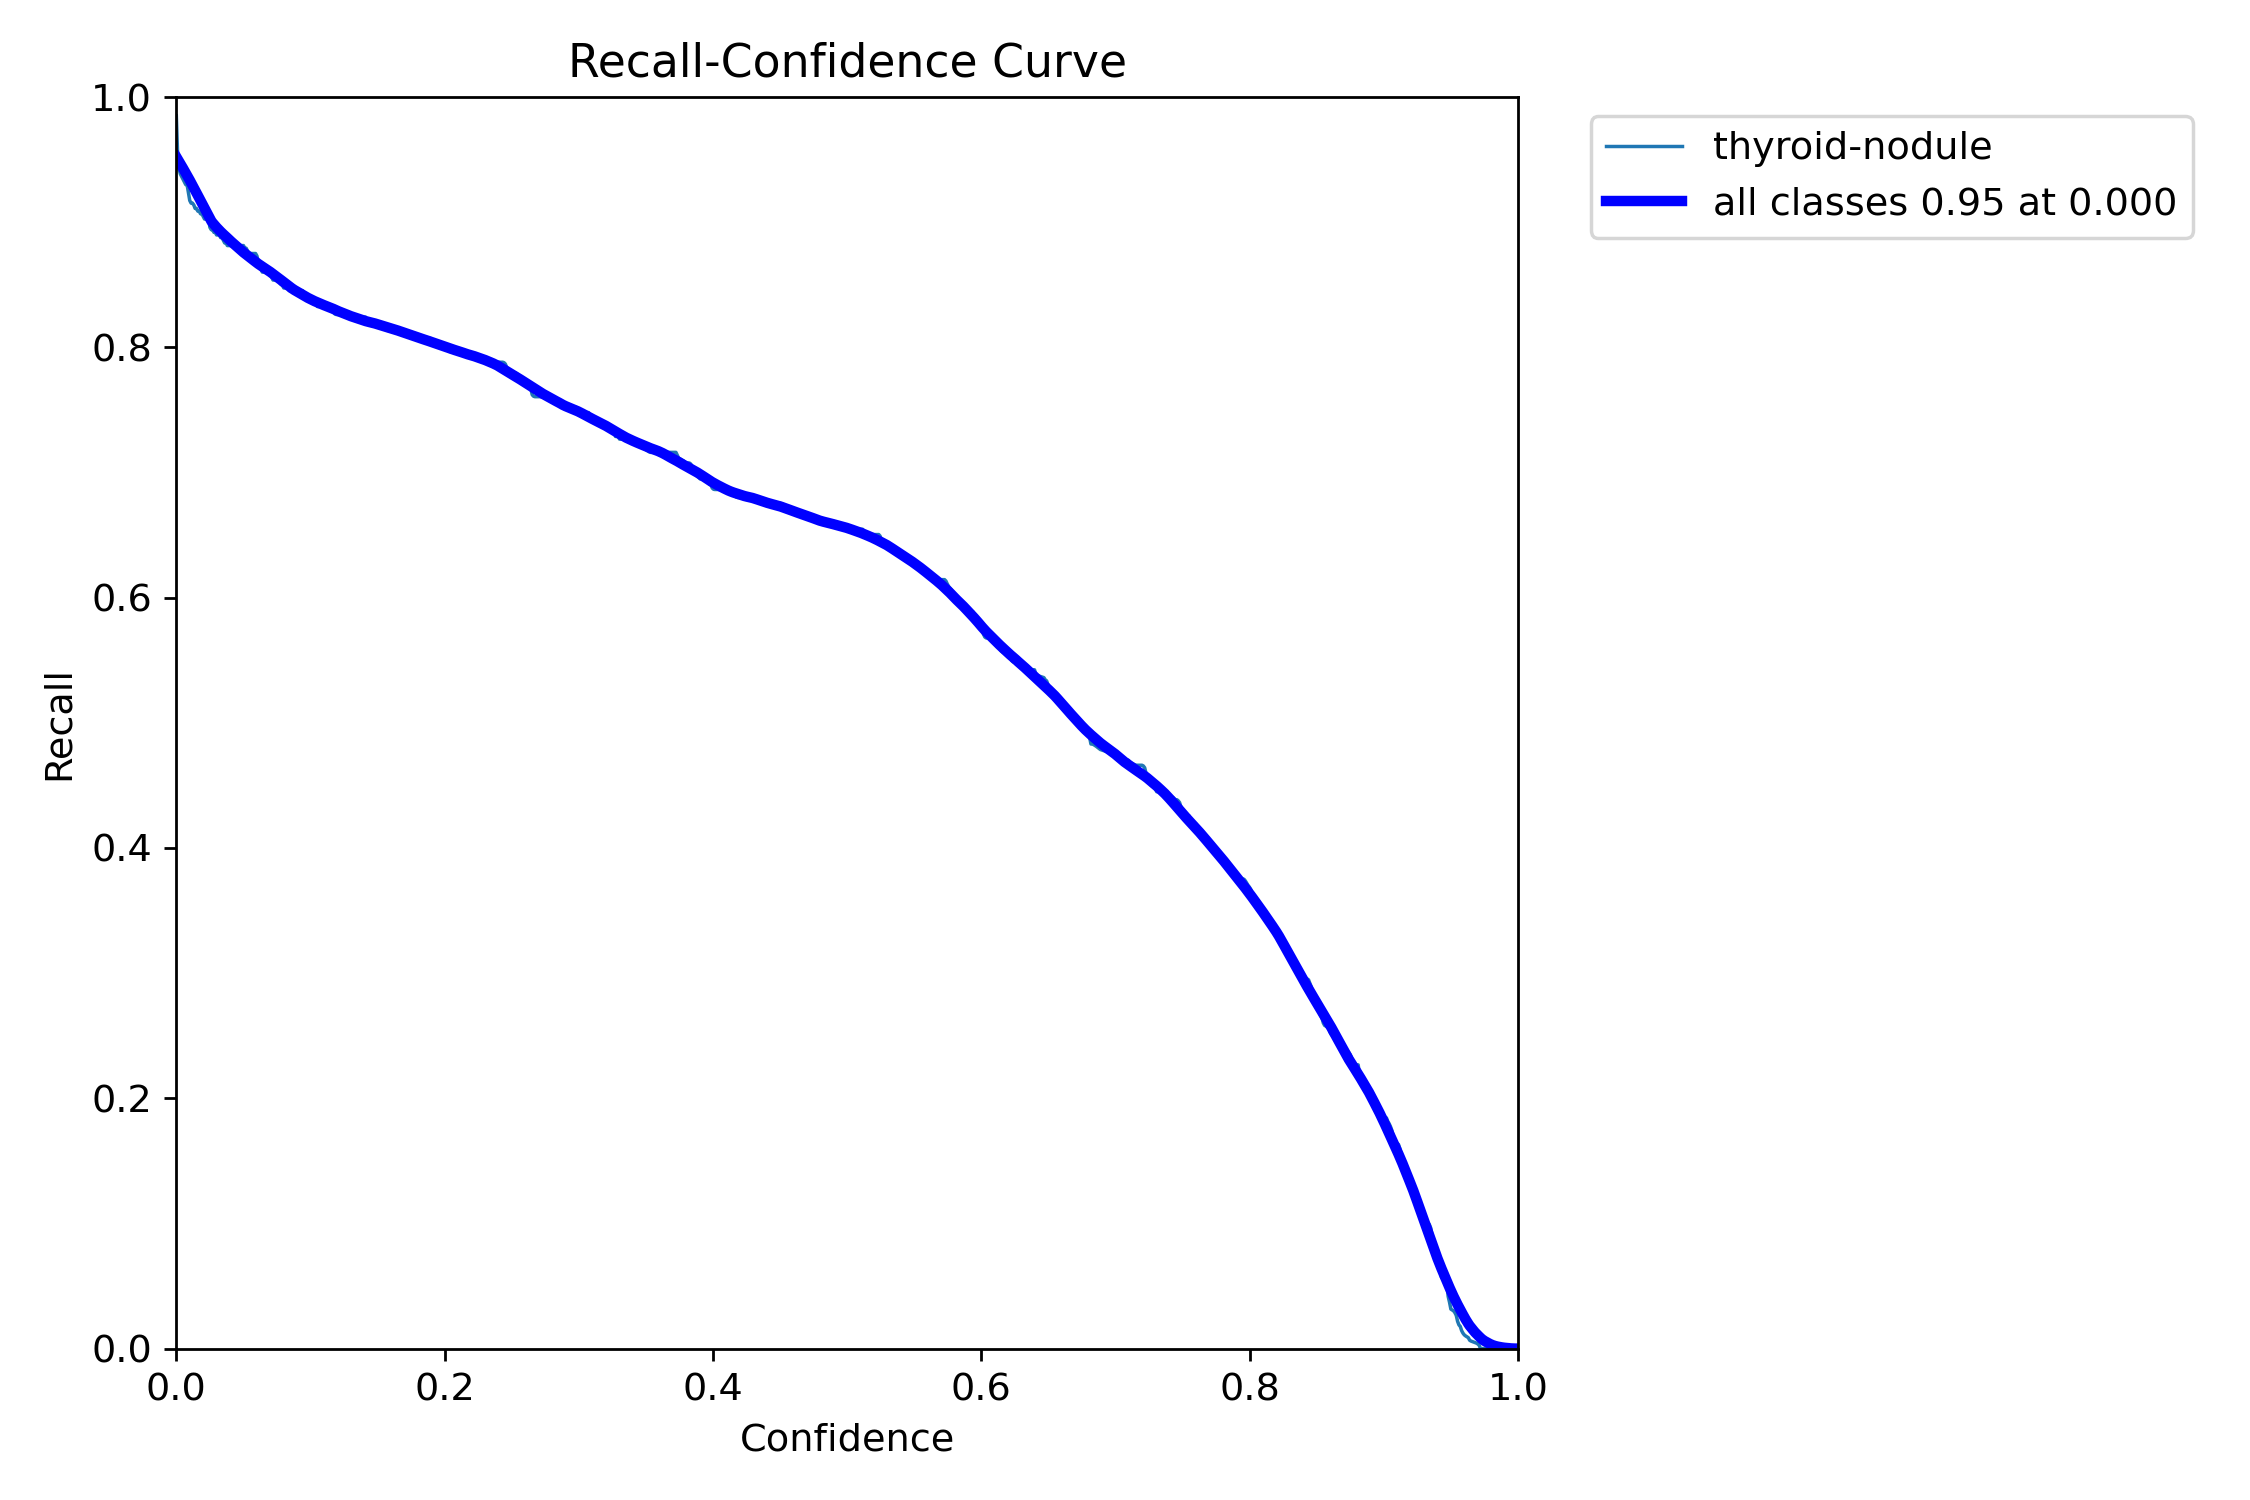 Recall-Confidence Curve
thyroid-nodule
all classes 0.95 at 0.000
1.0
0.8
0.6
0.4
0.2
0.0
Recall
0.0 0.2 0.4 0.6 0.8 1.0
Confidence